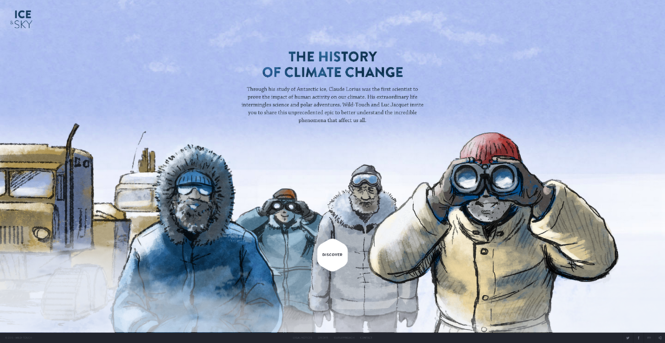 ICE
& SKY
THE HISTORY
OF CLIMATE CHANGE
Through his study of Antarctic ice, Claude Lorius was the first scientist to
prove the impact of human activity on our climate. His extraordinary life
intermingles science and polar adventures. Wild-Touch and Luc Jacquet invite
you to share this unprecedented epic to better understand the incredible
phenomena that affect us all.
DISCOVER